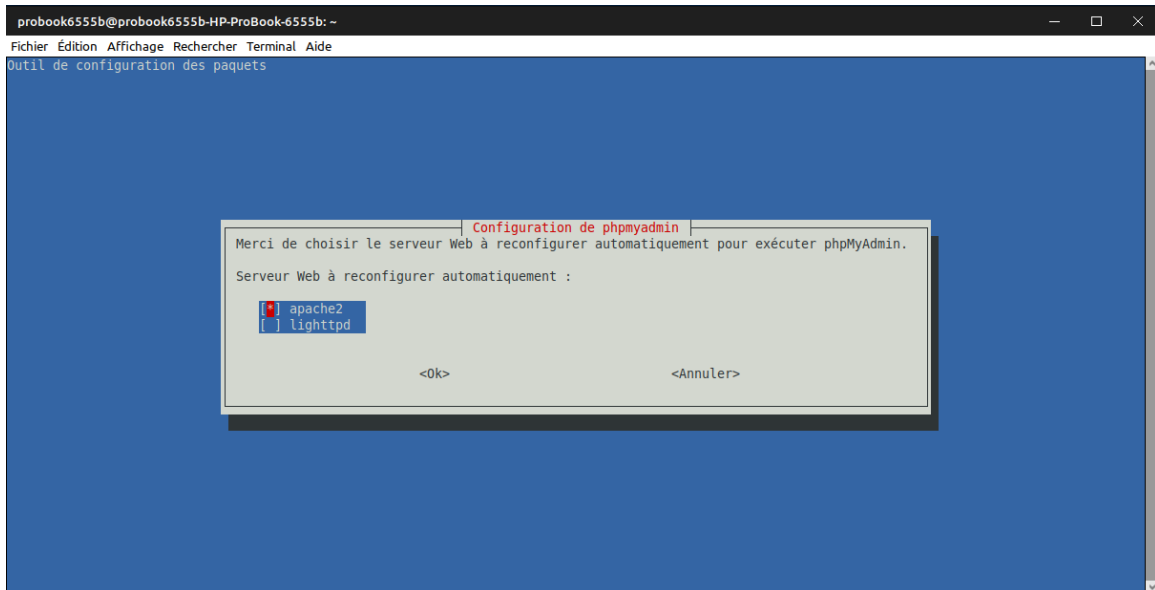 probook6555b@probook6555b-HP-ProBook-6555b: ~
Fichier Édition Affichage Rechercher Terminal Aide
Outil de configuration des paquets
Configuration de phpmyadmin
Merci de choisir le serveur Web à reconfigurer automatiquement pour exécuter phpMyAdmin.
Serveur Web à reconfigurer automatiquement :
[*] apache2
[ ] lighttpd
<Ok> <Annuler>